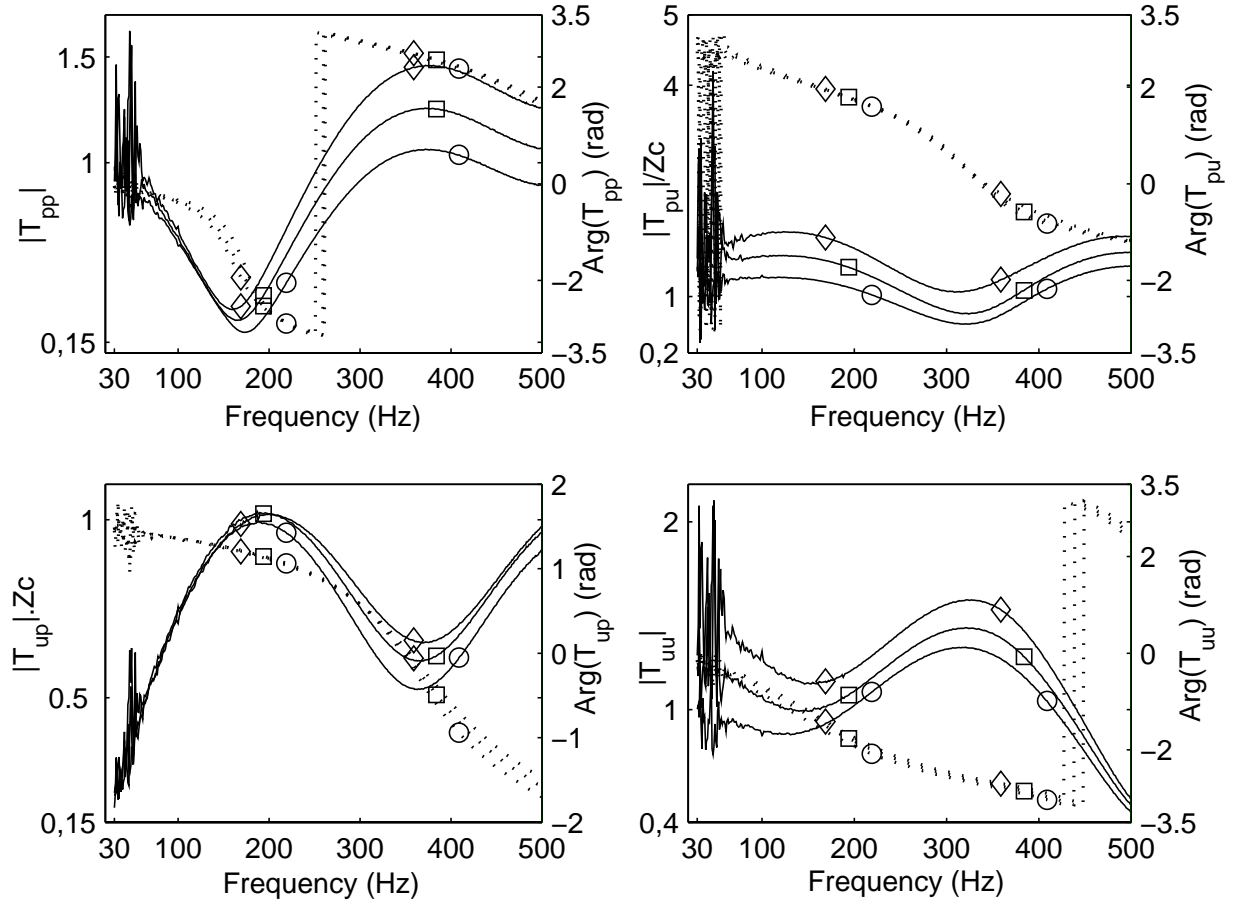 1.5
1
0,15
|T_pp|
3.5
2
0
−2
−3.5
Arg(T_pp) (rad)
30 100 200 300 400 500
Frequency (Hz)
5
4
1
0,2
|T_pu|/Zc
3.5
2
0
−2
−3.5
Arg(T_pu) (rad)
30 100 200 300 400 500
Frequency (Hz)
1
0.5
0,15
|T_up|.Zc
2
1
0
−1
−2
Arg(T_up) (rad)
30 100 200 300 400 500
Frequency (Hz)
2
1
0,4
|T_uu|
3.5
2
0
−2
−3.5
Arg(T_uu) (rad)
30 100 200 300 400 500
Frequency (Hz)